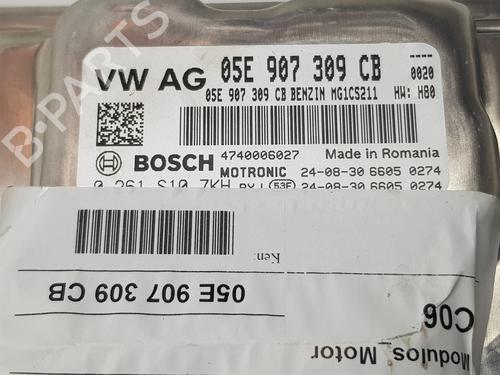 VW AG 05E 907 309 CB 0020
05E 907 309 CB BENZIN MG1CS211 HW: H80
BOSCH 4740006027 Made in Romania
MOTRONIC 24-08-30 6605 0274
0 261 S10 7KH 53F 24-08-30 6605 0274
Ken:
05E 907 309 CB
C06
Modulos_Motor
B-PARTS